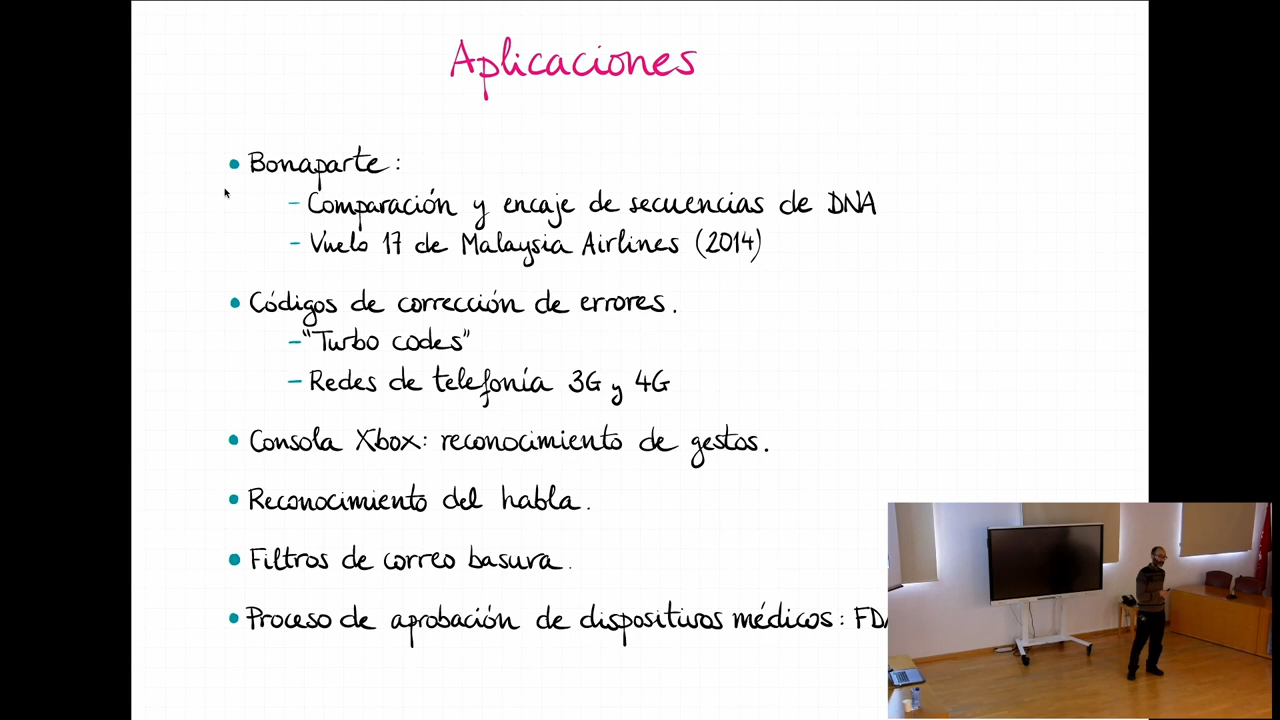 Aplicaciones
• Bonaparte:
- Comparación y encaje de secuencias de DNA
- Vuelo 17 de Malaysia Airlines (2014)
• Códigos de corrección de errores.
- "Turbo codes"
- Redes de telefonía 3G y 4G
• Consola Xbox: reconocimiento de gestos.
• Reconocimiento del habla.
• Filtros de correo basura.
• Proceso de aprobación de dispositivos médicos: FD